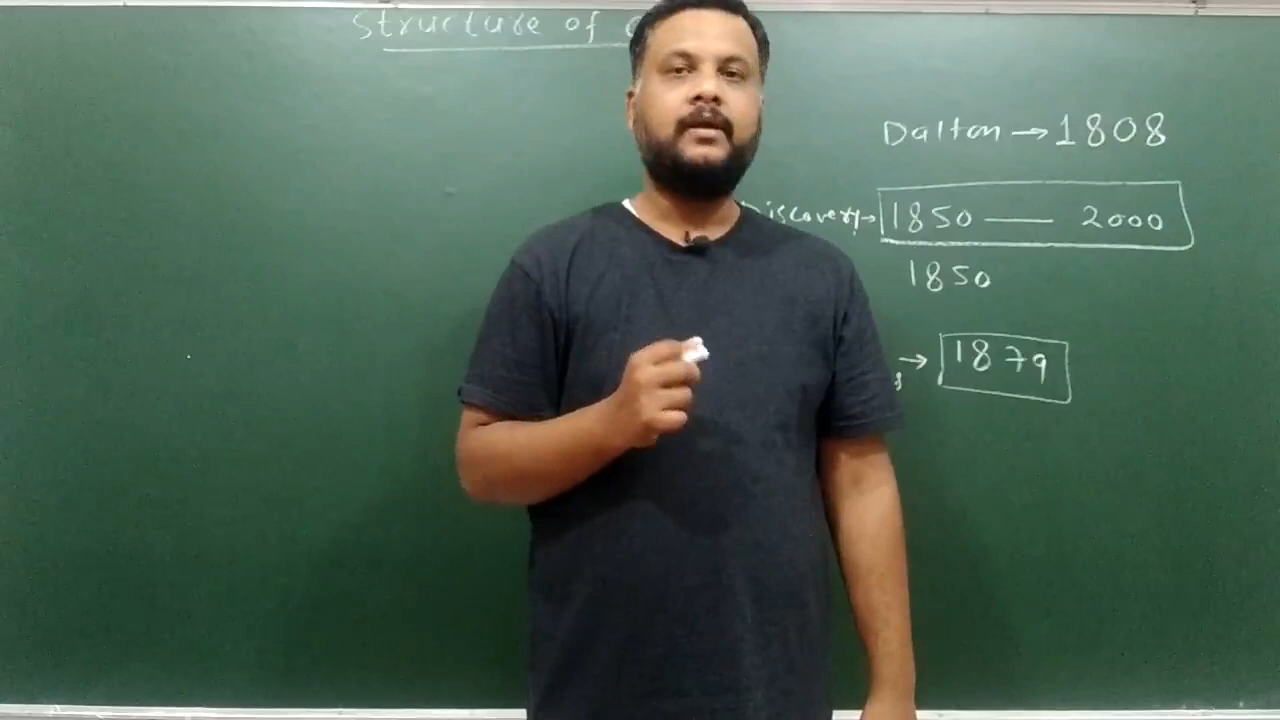 Structure of
Dalton → 1808
Discovery → 1850 — 2000
1850
→ 1879